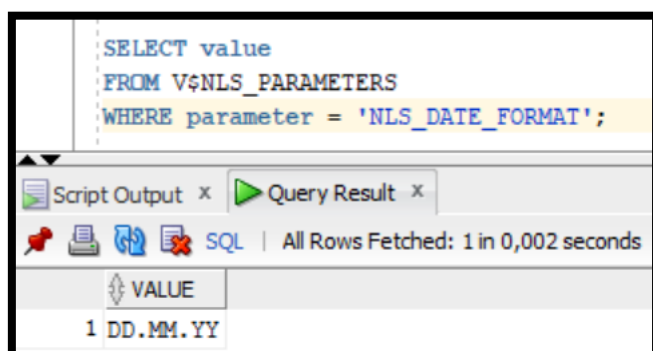 SELECT value
FROM V$NLS_PARAMETERS
WHERE parameter = 'NLS_DATE_FORMAT';
Script Output x Query Result x
SQL | All Rows Fetched: 1 in 0,002 seconds
VALUE
1 DD.MM.YY